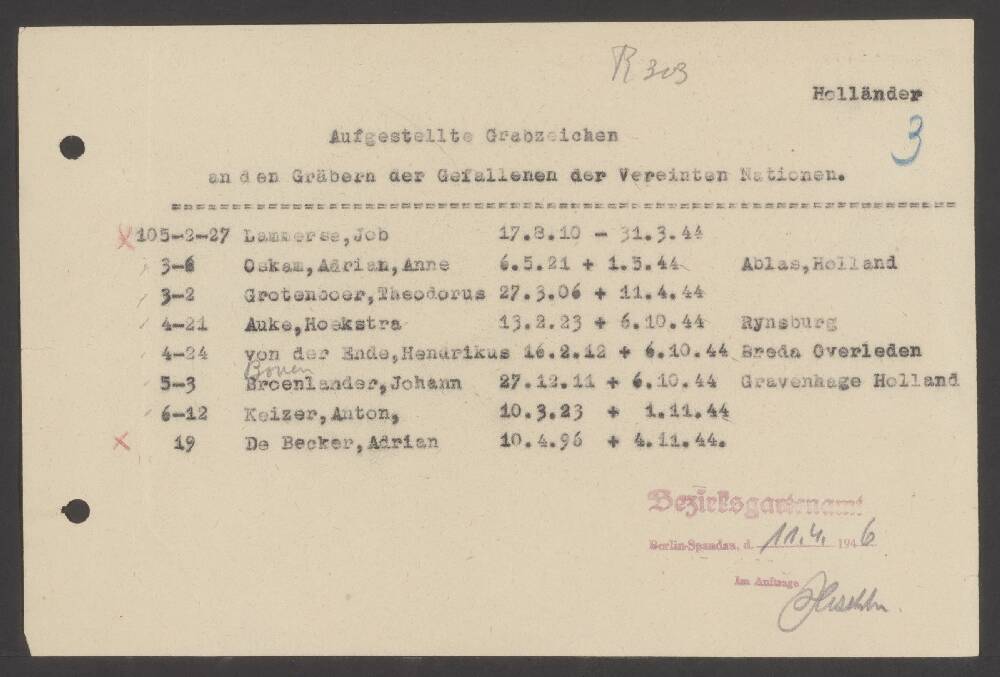 R 303
Holländer
3
Aufgestellte Grabzeichen
an den Gräbern der Gefallenen der Vereinten Nationen.
105-2-27 Lammerse,Job 17.8.10 - 31.3.44
3-6 Oskam,Adrian,Anne 6.5.21 + 1.5.44 Ablas,Holland
3-2 Grotenboer,Theodorus 27.3.06 + 11.4.44
4-21 Auke,Hoekstra 13.2.23 + 6.10.44 Rynsburg
4-24 von der Ende,Hendrikus 16.2.12 + 6.10.44 Breda Overleden
Bouen
5-3 Broenlander,Johann 27.12.11 + 6.10.44 Gravenhage Holland
6-12 Keizer,Anton, 10.3.23 + 1.11.44
19 De Becker,Adrian 10.4.96 + 4.11.44.
Bezirksgartenamt
Berlin-Spandau, d. 11.4. 1946
Im Auftrage